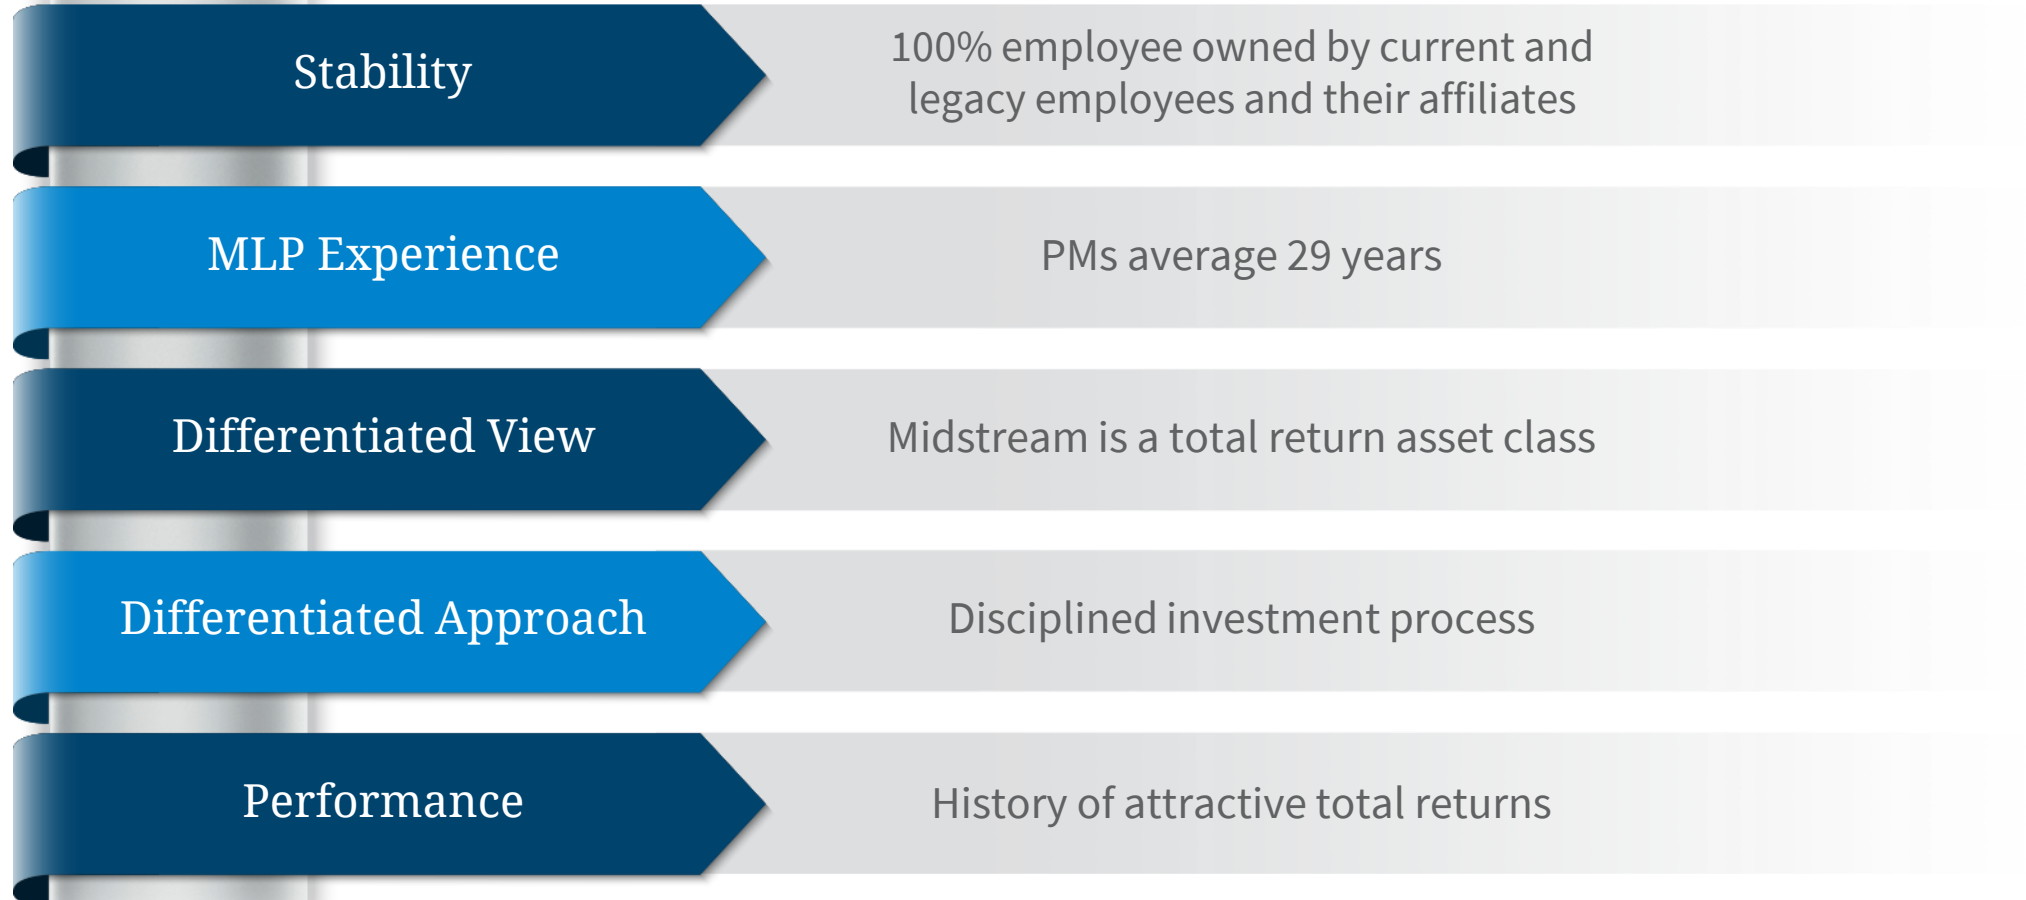 Stability
100% employee owned by current and
legacy employees and their affiliates
MLP Experience
PMs average 29 years
Differentiated View
Midstream is a total return asset class
Differentiated Approach
Disciplined investment process
Performance
History of attractive total returns